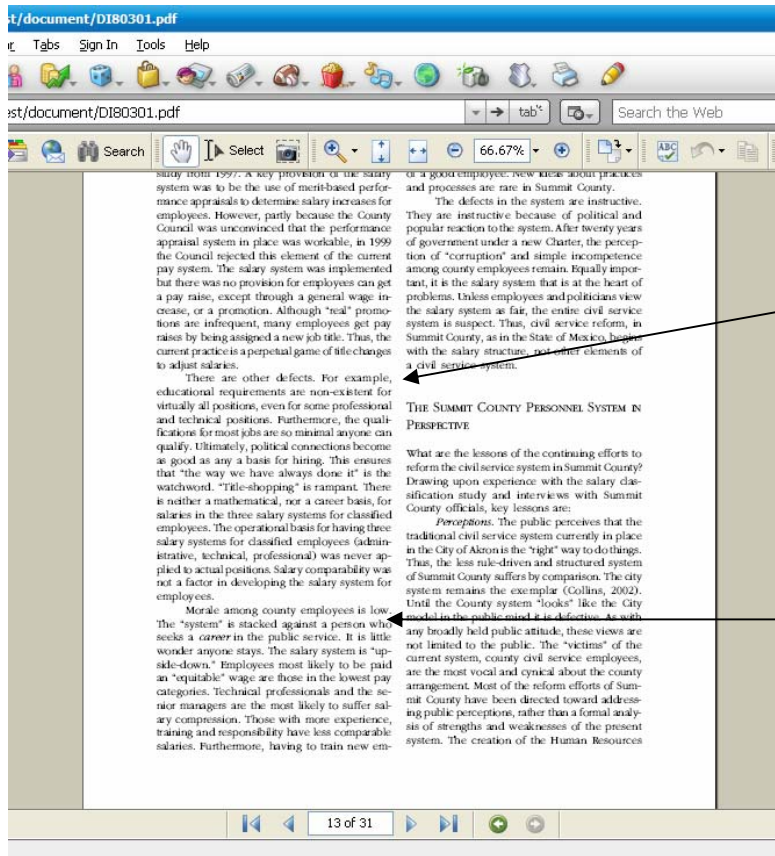 st/document/DI80301.pdf
Tabs Sign In Tools Help
est/document/DI80301.pdf
tab
Search the Web
Search
Select
66.67%
study from 1997. A key provision of the salary
system was to be the use of merit-based perfor-
mance appraisals to determine salary increases for
employees. However, partly because the County
Council was unconvinced that the performance
appraisal system in place was workable, in 1999
the Council rejected this element of the current
pay system. The salary system was implemented
but there was no provision for employees can get
a pay raise, except through a general wage in-
crease, or a promotion. Although "real" promo-
tions are infrequent, many employees get pay
raises by being assigned a new job title. Thus, the
current practice is a perpetual game of title changes
to adjust salaries.
There are other defects. For example,
educational requirements are non-existent for
virtually all positions, even for some professional
and technical positions. Furthermore, the quali-
fications for most jobs are so minimal anyone can
qualify. Ultimately, political connections become
as good as any a basis for hiring. This ensures
that "the way we have always done it" is the
watchword. "Title-shopping" is rampant. There
is neither a mathematical, nor a career basis, for
salaries in the three salary systems for classified
employees. The operational basis for having three
salary systems for classified employees (admin-
istrative, technical, professional) was never ap-
plied to actual positions. Salary comparability was
not a factor in developing the salary system for
employees.
Morale among county employees is low.
The "system" is stacked against a person who
seeks a career in the public service. It is little
wonder anyone stays. The salary system is "up-
side-down." Employees most likely to be paid
an "equitable" wage are those in the lowest pay
categories. Technical professionals and the se-
nior managers are the most likely to suffer sal-
ary compression. Those with more experience,
training and responsibility have less comparable
salaries. Furthermore, having to train new em-
of a good employee. New ideas about practices
and processes are rare in Summit County.
The defects in the system are instructive.
They are instructive because of political and
popular reaction to the system. After twenty years
of government under a new Charter, the percep-
tion of "corruption" and simple incompetence
among county employees remain. Equally impor-
tant, it is the salary system that is at the heart of
problems. Unless employees and politicians view
the salary system as fair, the entire civil service
system is suspect. Thus, civil service reform, in
Summit County, as in the State of Mexico, begins
with the salary structure, not other elements of
a civil service system.
THE SUMMIT COUNTY PERSONNEL SYSTEM IN
PERSPECTIVE
What are the lessons of the continuing efforts to
reform the civil service system in Summit County?
Drawing upon experience with the salary clas-
sification study and interviews with Summit
County officials, key lessons are:
Perceptions. The public perceives that the
traditional civil service system currently in place
in the City of Akron is the "right" way to do things.
Thus, the less rule-driven and structured system
of Summit County suffers by comparison. The city
system remains the exemplar (Collins, 2002).
Until the County system "looks" like the City
model in the public mind it is defective. As with
any broadly held public attitude, these views are
not limited to the public. The "victims" of the
current system, county civil service employees,
are the most vocal and cynical about the county
arrangement. Most of the reform efforts of Sum-
mit County have been directed toward address-
ing public perceptions, rather than a formal analy-
sis of strengths and weaknesses of the present
system. The creation of the Human Resources
13 of 31